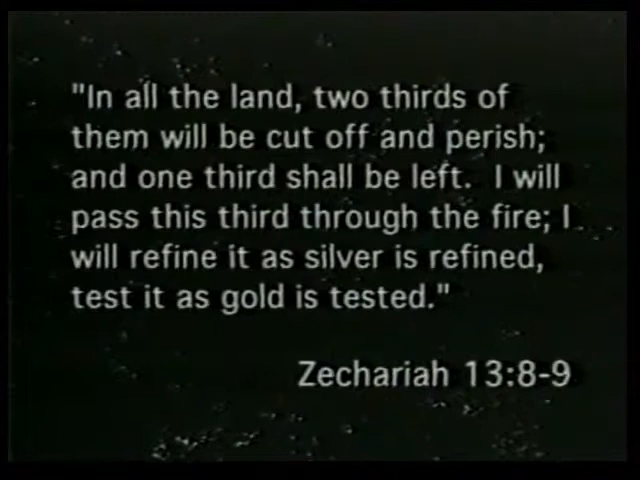 "In all the land, two thirds of
them will be cut off and perish;
and one third shall be left.  I will
pass this third through the fire; I
will refine it as silver is refined,
test it as gold is tested."
Zechariah 13:8-9